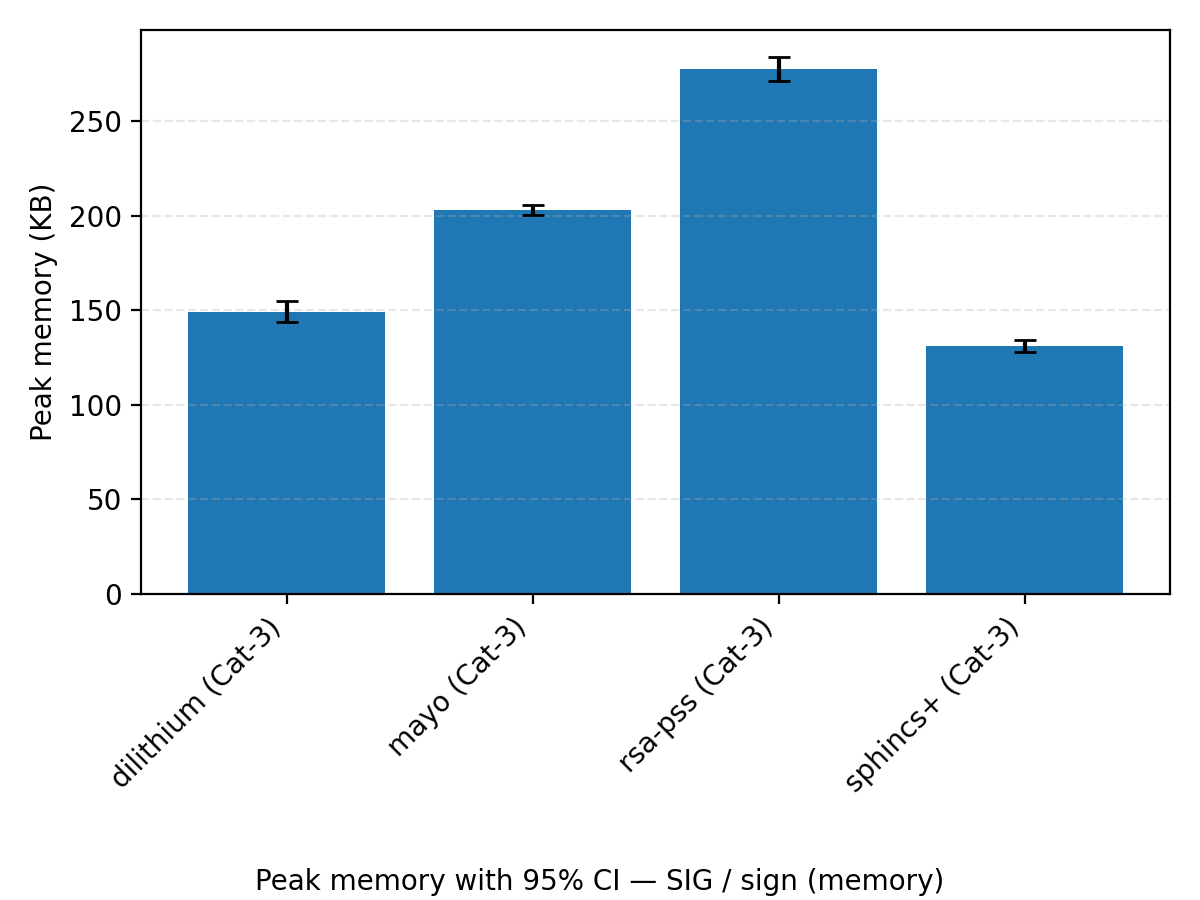 Peak memory (KB)
250
200
150
100
50
0
dilithium (Cat-3)
mayo (Cat-3)
rsa-pss (Cat-3)
sphincs+ (Cat-3)
Peak memory with 95% CI — SIG / sign (memory)